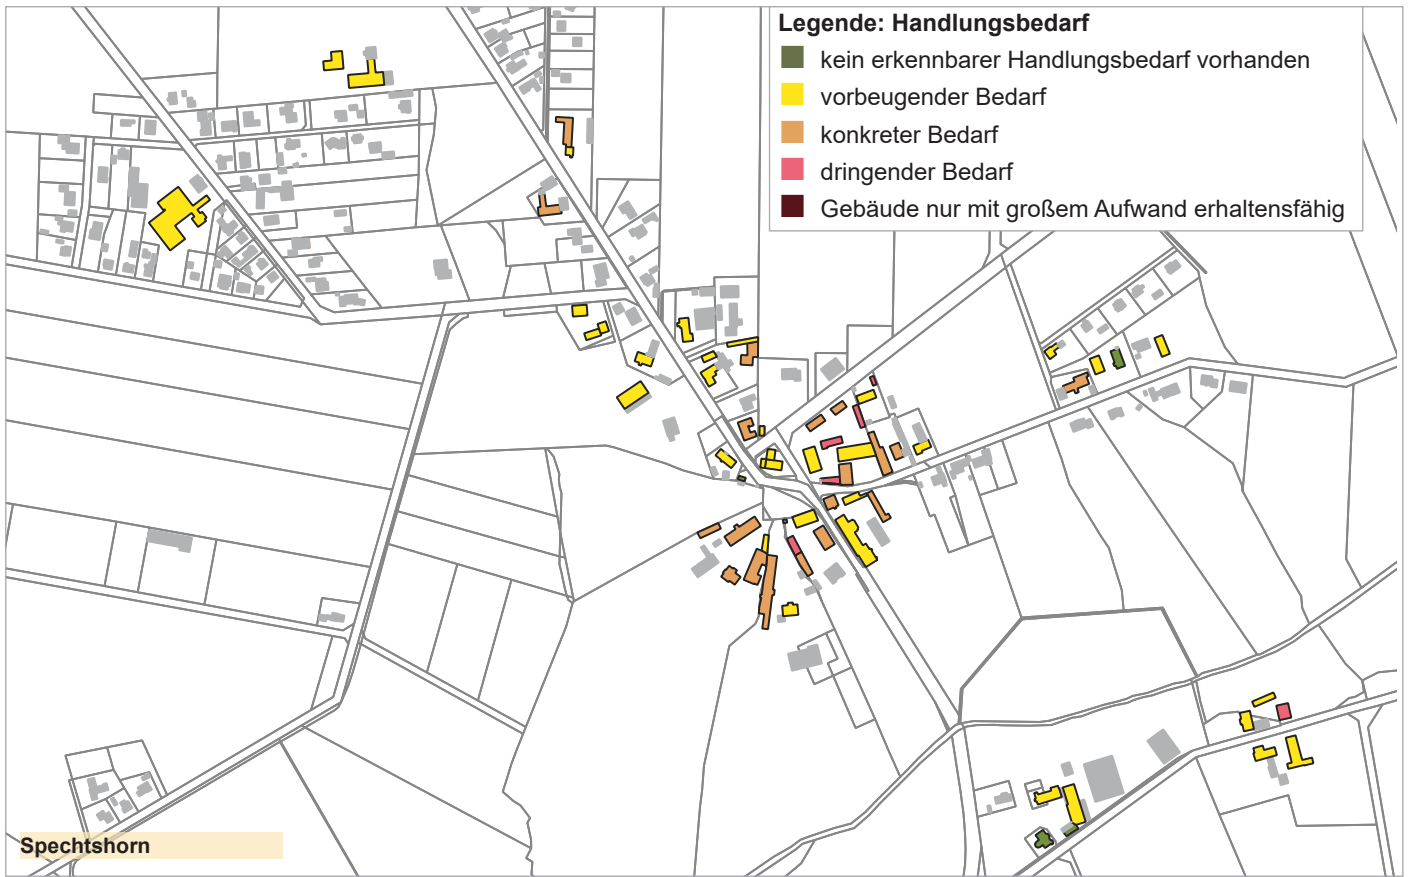 Legende: Handlungsbedarf
kein erkennbarer Handlungsbedarf vorhanden
vorbeugender Bedarf
konkreter Bedarf
dringender Bedarf
Gebäude nur mit großem Aufwand erhaltensfähig
Spechtshorn